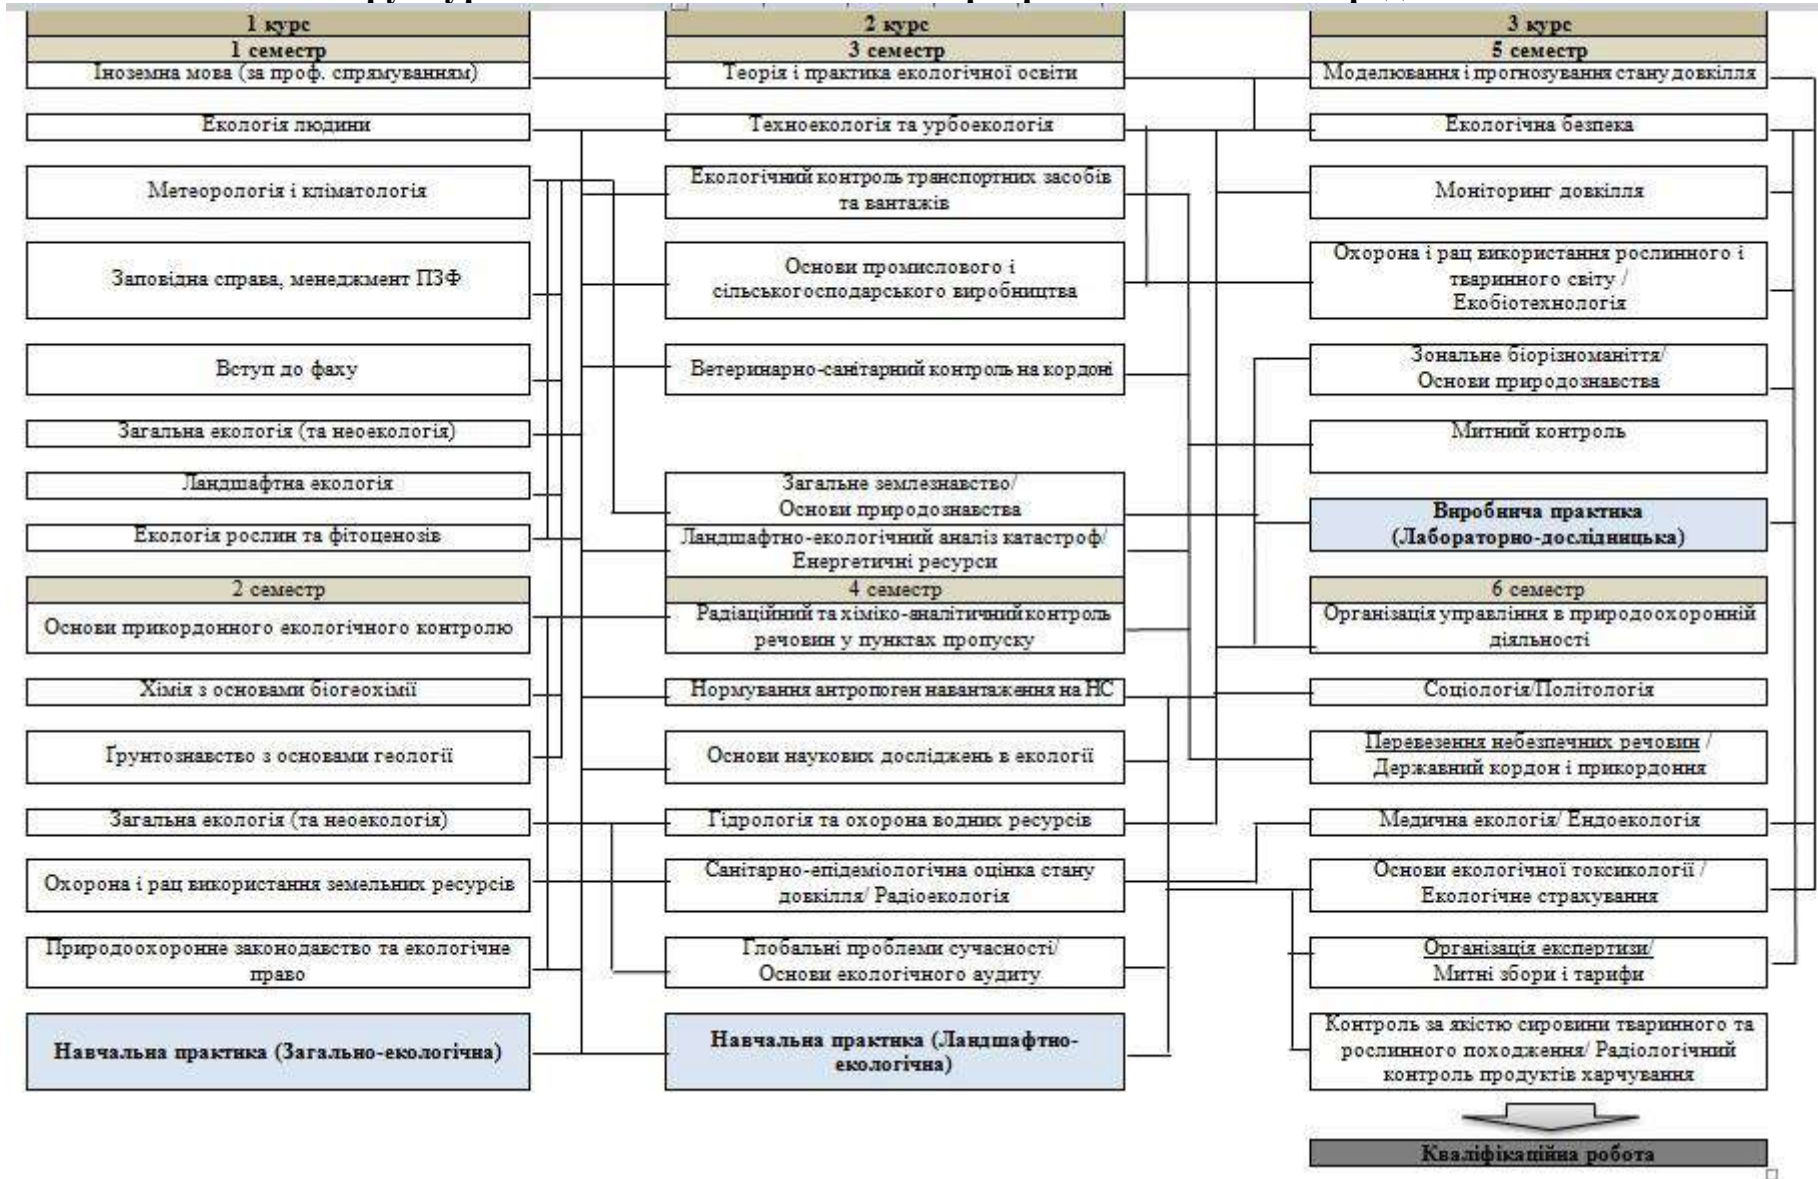 1 курс
1 семестр
Іноземна мова (за проф. спрямуванням)
Екологія людини
Метеорологія і кліматологія
Заповідна справа, менеджмент ПЗФ
Вступ до фаху
Загальна екологія (та неоекологія)
Ландшафтна екологія
Екологія рослин та фітоценозів
2 семестр
Основи прикордонного екологічного контролю
Хімія з основами біогеохімії
Ґрунтознавство з основами геології
Загальна екологія (та неоекологія)
Охорона і рац використання земельних ресурсів
Природоохоронне законодавство та екологічне
право
Навчальна практика (Загально-екологічна)
2 курс
3 семестр
Теорія і практика екологічної освіти
Техноекологія та урбоекологія
Екологічний контроль транспортних засобів
та вантажів
Основи промислового і
сільськогосподарського виробництва
Ветеринарно-санітарний контроль на кордоні
Загальне землезнавство/
Основи природознавства
Ландшафтно-екологічний аналіз катастроф/
Енергетичні ресурси
4 семестр
Радіаційний та хіміко-аналітичний контроль
речовин у пунктах пропуску
Нормування антропоген навантаження на НС
Основи наукових досліджень в екології
Гідрологія та охорона водних ресурсів
Санітарно-епідеміологічна оцінка стану
довкілля/ Радіоекологія
Глобальні проблеми сучасності/
Основи екологічного аудиту
Навчальна практика (Ландшафтно-
екологічна)
3 курс
5 семестр
Моделювання і прогнозування стану довкілля
Екологічна безпека
Моніторинг довкілля
Охорона і рац використання рослинного і
тваринного світу /
Екобіотехнологія
Зональне біорізноманіття/
Основи природознавства
Митний контроль
Виробнича практика
(Лабораторно-дослідницька)
6 семестр
Організація управління в природоохоронній
діяльності
Соціологія/Політологія
Перевезення небезпечних речовин /
Державний кордон і прикордоння
Медична екологія/ Ендоекологія
Основи екологічної токсикології /
Екологічне страхування
Організація експертизи/
Митні збори і тарифи
Контроль за якістю сировини тваринного та
рослинного походження/ Радіологічний
контроль продуктів харчування
Кваліфікаційна робота